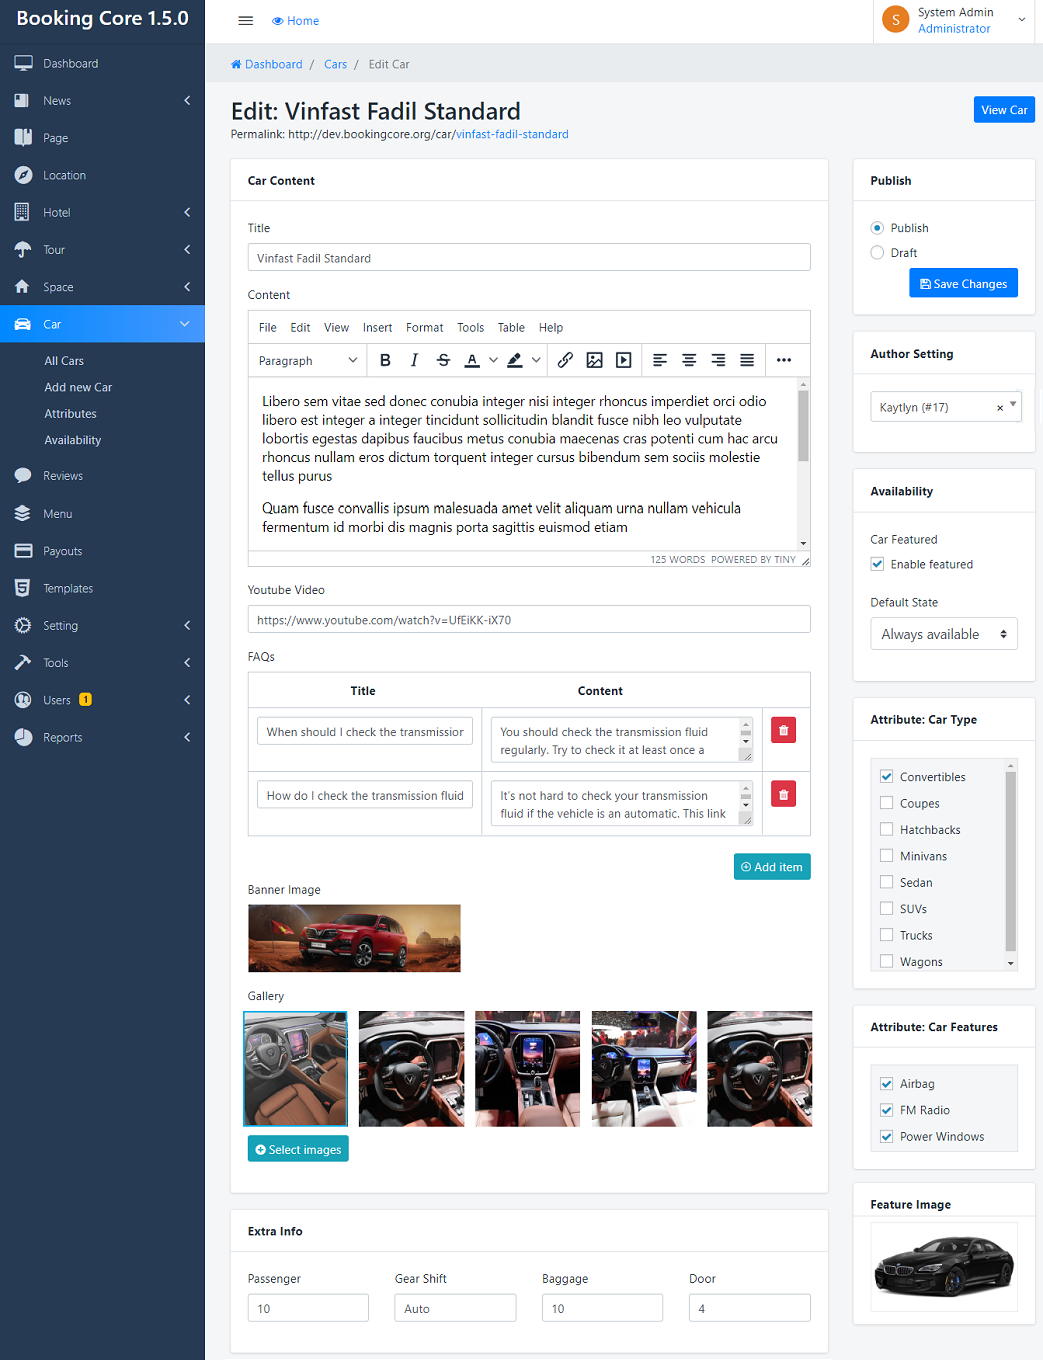 Booking Core 1.5.0
Home
S
System Admin
Administrator
Dashboard
News
Page
Location
Hotel
Tour
Space
Car
All Cars
Add new Car
Attributes
Availability
Reviews
Menu
Payouts
Templates
Setting
Tools
Users 1
Reports
Dashboard / Cars / Edit Car
Edit: Vinfast Fadil Standard
Permalink: http://dev.bookingcore.org/car/vinfast-fadil-standard
View Car
Car Content
Title
Vinfast Fadil Standard
Content
File Edit View Insert Format Tools Table Help
Paragraph B I S A
Libero sem vitae sed donec conubia integer nisi integer rhoncus imperdiet orci odio
libero est integer a integer tincidunt sollicitudin blandit fusce nibh leo vulputate
lobortis egestas dapibus faucibus metus conubia maecenas cras potenti cum hac arcu
rhoncus nullam eros dictum torquent integer cursus bibendum sem sociis molestie
tellus purus
Quam fusce convallis ipsum malesuada amet velit aliquam urna nullam vehicula
fermentum id morbi dis magnis porta sagittis euismod etiam
125 WORDS POWERED BY TINY
Youtube Video
https://www.youtube.com/watch?v=UfEiKK-iX70
FAQs
Title Content
When should I check the transmissior
You should check the transmission fluid
regularly. Try to check it at least once a
How do I check the transmission fluid
It's not hard to check your transmission
fluid if the vehicle is an automatic. This link
Add item
Banner Image
Gallery
Select images
Extra Info
Passenger Gear Shift Baggage Door
10 Auto 10 4
Publish
Publish
Draft
Save Changes
Author Setting
Kaytlyn (#17) ×
Availability
Car Featured
Enable featured
Default State
Always available
Attribute: Car Type
Convertibles
Coupes
Hatchbacks
Minivans
Sedan
SUVs
Trucks
Wagons
Attribute: Car Features
Airbag
FM Radio
Power Windows
Feature Image